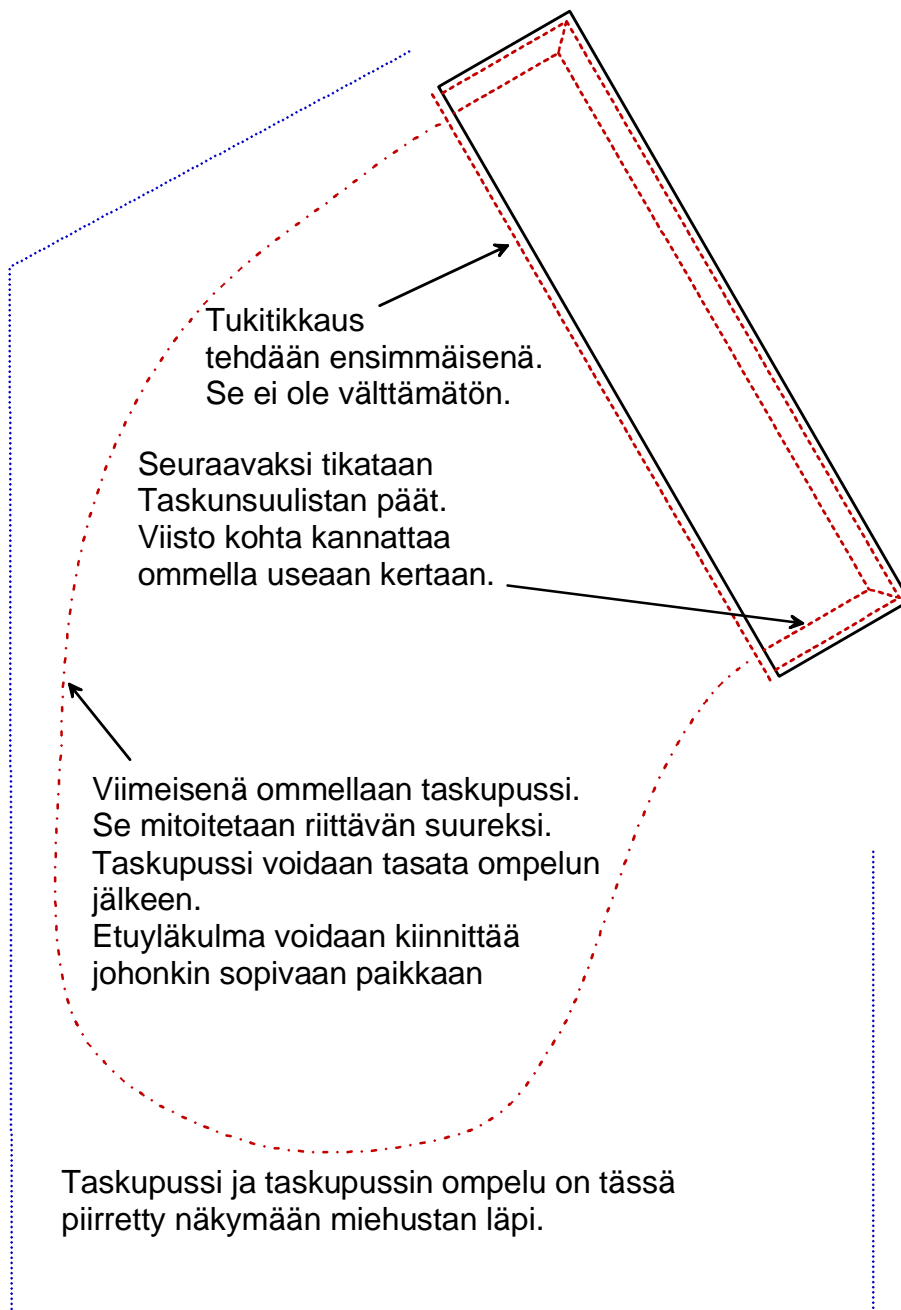 Tukitikkaus
tehdään ensimmäisenä.
Se ei ole välttämätön.
Seuraavaksi tikataan
Taskunsuulistan päät.
Viisto kohta kannattaa
ommella useaan kertaan.
Viimeisenä ommellaan taskupussi.
Se mitoitetaan riittävän suureksi.
Taskupussi voidaan tasata ompelun
jälkeen.
Etuyläkulma voidaan kiinnittää
johonkin sopivaan paikkaan
Taskupussi ja taskupussin ompelu on tässä
piirretty näkymään miehustan läpi.